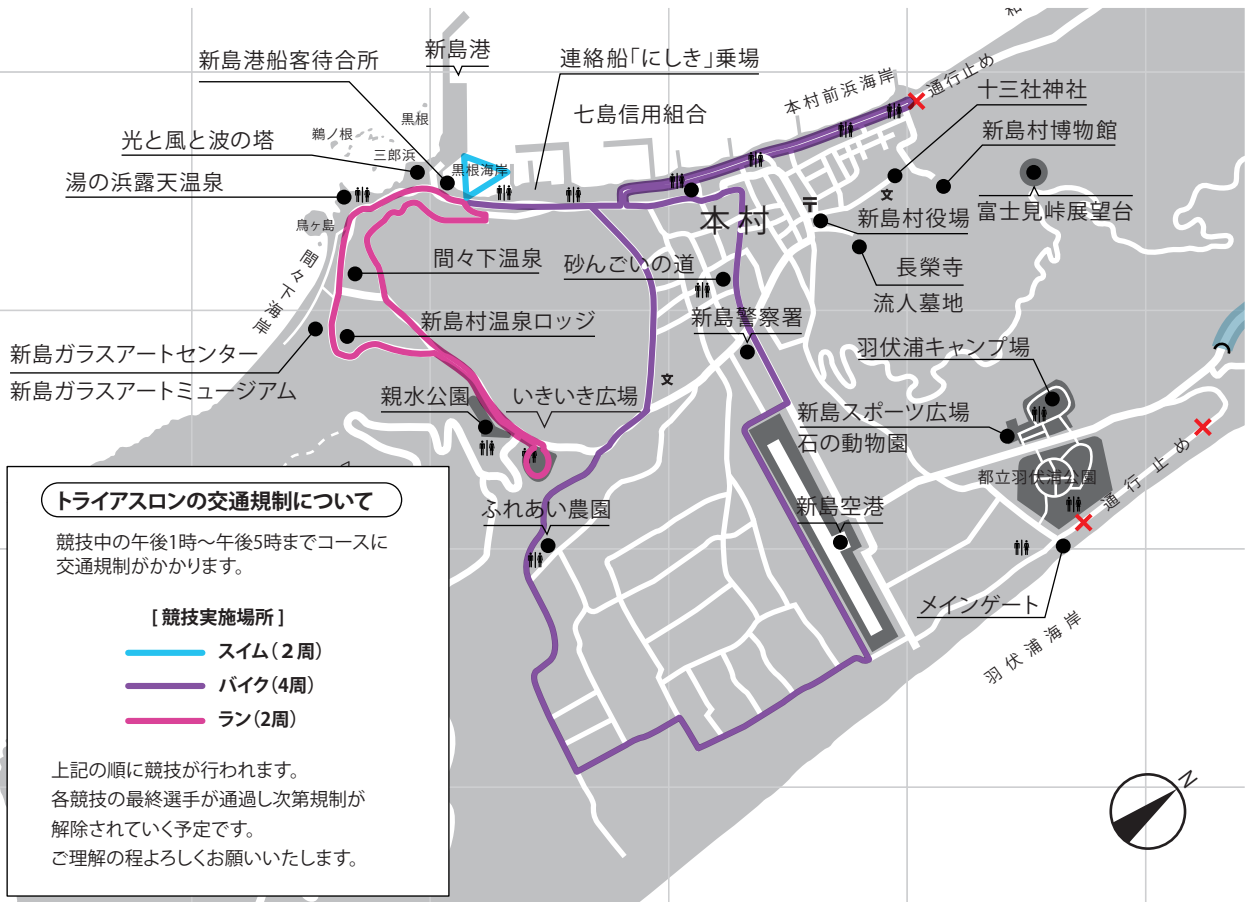 和
新島港
新島港船客待合所
連絡船「にしき」乗場
本村前浜海岸
通行止め
十三社神社
七島信用組合
黒根
鵜ノ根
光と風と波の塔
三郎浜
黒根海岸
新島村博物館
湯の浜露天温泉
文
〒
富士見峠展望台
鳥ヶ島
本村
新島村役場
間々下海岸
間々下温泉
砂んごいの道
長榮寺
流人墓地
新島村温泉ロッジ
新島警察署
新島ガラスアートセンター
新島ガラスアートミュージアム
羽伏浦キャンプ場
文
親水公園
いきいき広場
新島スポーツ広場
石の動物園
通行止め
都立羽伏浦公園
ふれあい農園
新島空港
メインゲート
羽伏浦海岸
トライアスロンの交通規制について
競技中の午後1時～午後5時までコースに
交通規制がかかります。
[ 競技実施場所 ]
スイム(２周)
バイク(4周)
ラン(2周)
上記の順に競技が行われます。
各競技の最終選手が通過し次第規制が
解除されていく予定です。
ご理解の程よろしくお願いいたします。
N